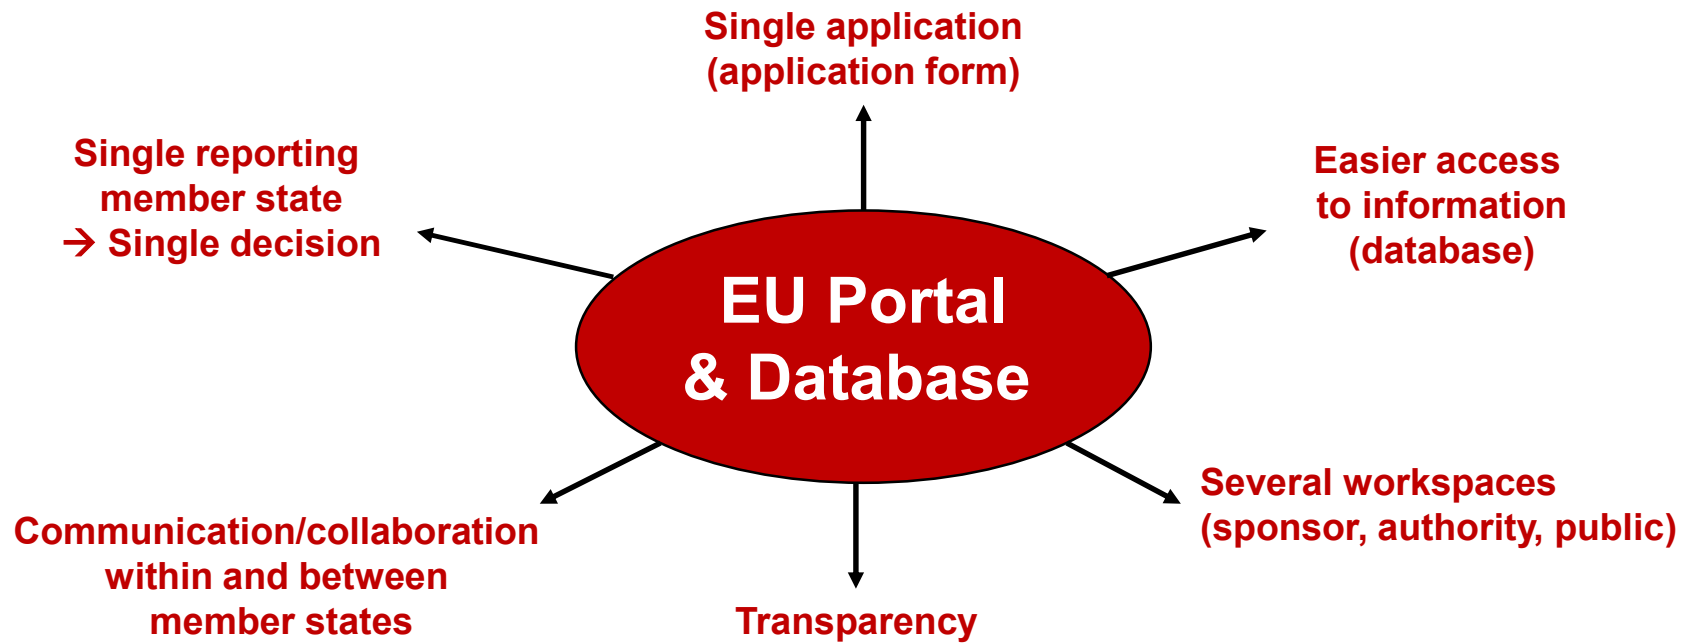 Single application
(application form)
Single reporting
member state
→ Single decision
Easier access
to information
(database)
EU Portal
& Database
Several workspaces
(sponsor, authority, public)
Communication/collaboration
within and between
member states
Transparency